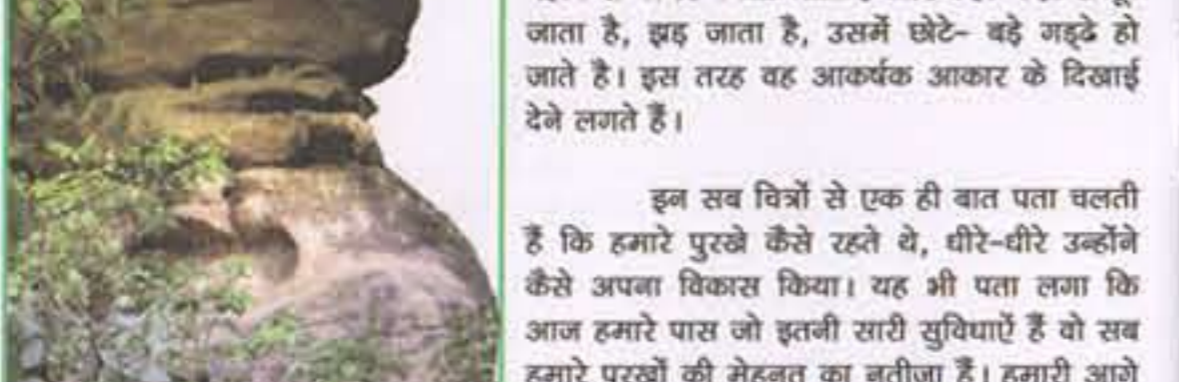 जाता है, झड़ जाता है, उसमें छोटे- बड़े गड्ढे हो
जाते है। इस तरह वह आकर्षक आकार के दिखाई
देने लगते हैं।
इन सब चित्रों से एक ही बात पता चलती
हैं कि हमारे पुरखे कैसे रहते थे, धीरे-धीरे उन्होंने
कैसे अपना विकास किया। यह भी पता लगा कि
आज हमारे पास जो इतनी सारी सुविधाऐं हैं वो सब
हमारे पुरखों की मेहनत का नतीजा हैं। हमारी आगे